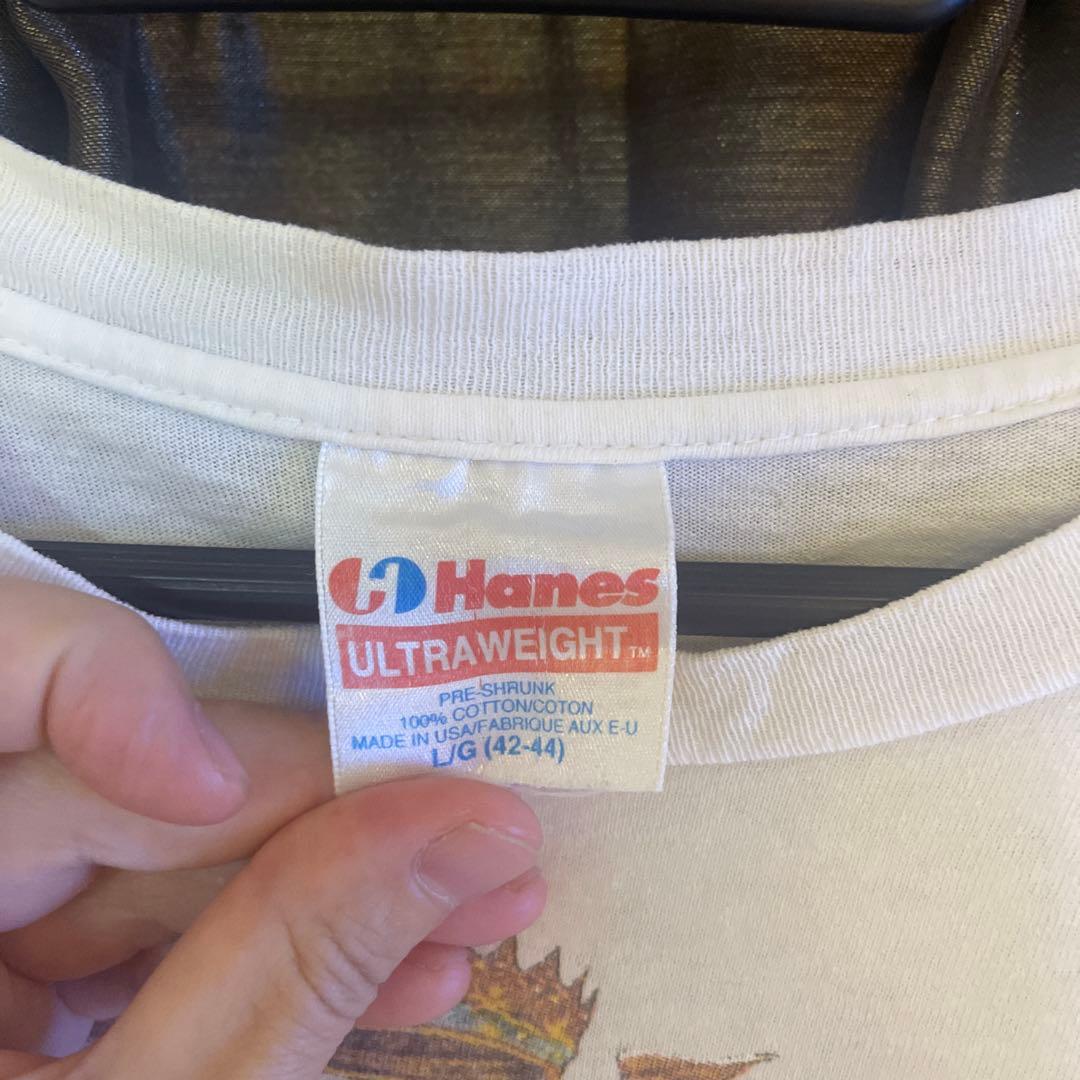 Hanes
ULTRAWEIGHT™
PRE-SHRUNK
100% COTTON/COTON
MADE IN USA/FABRIQUE AUX E-U
L/G (42-44)